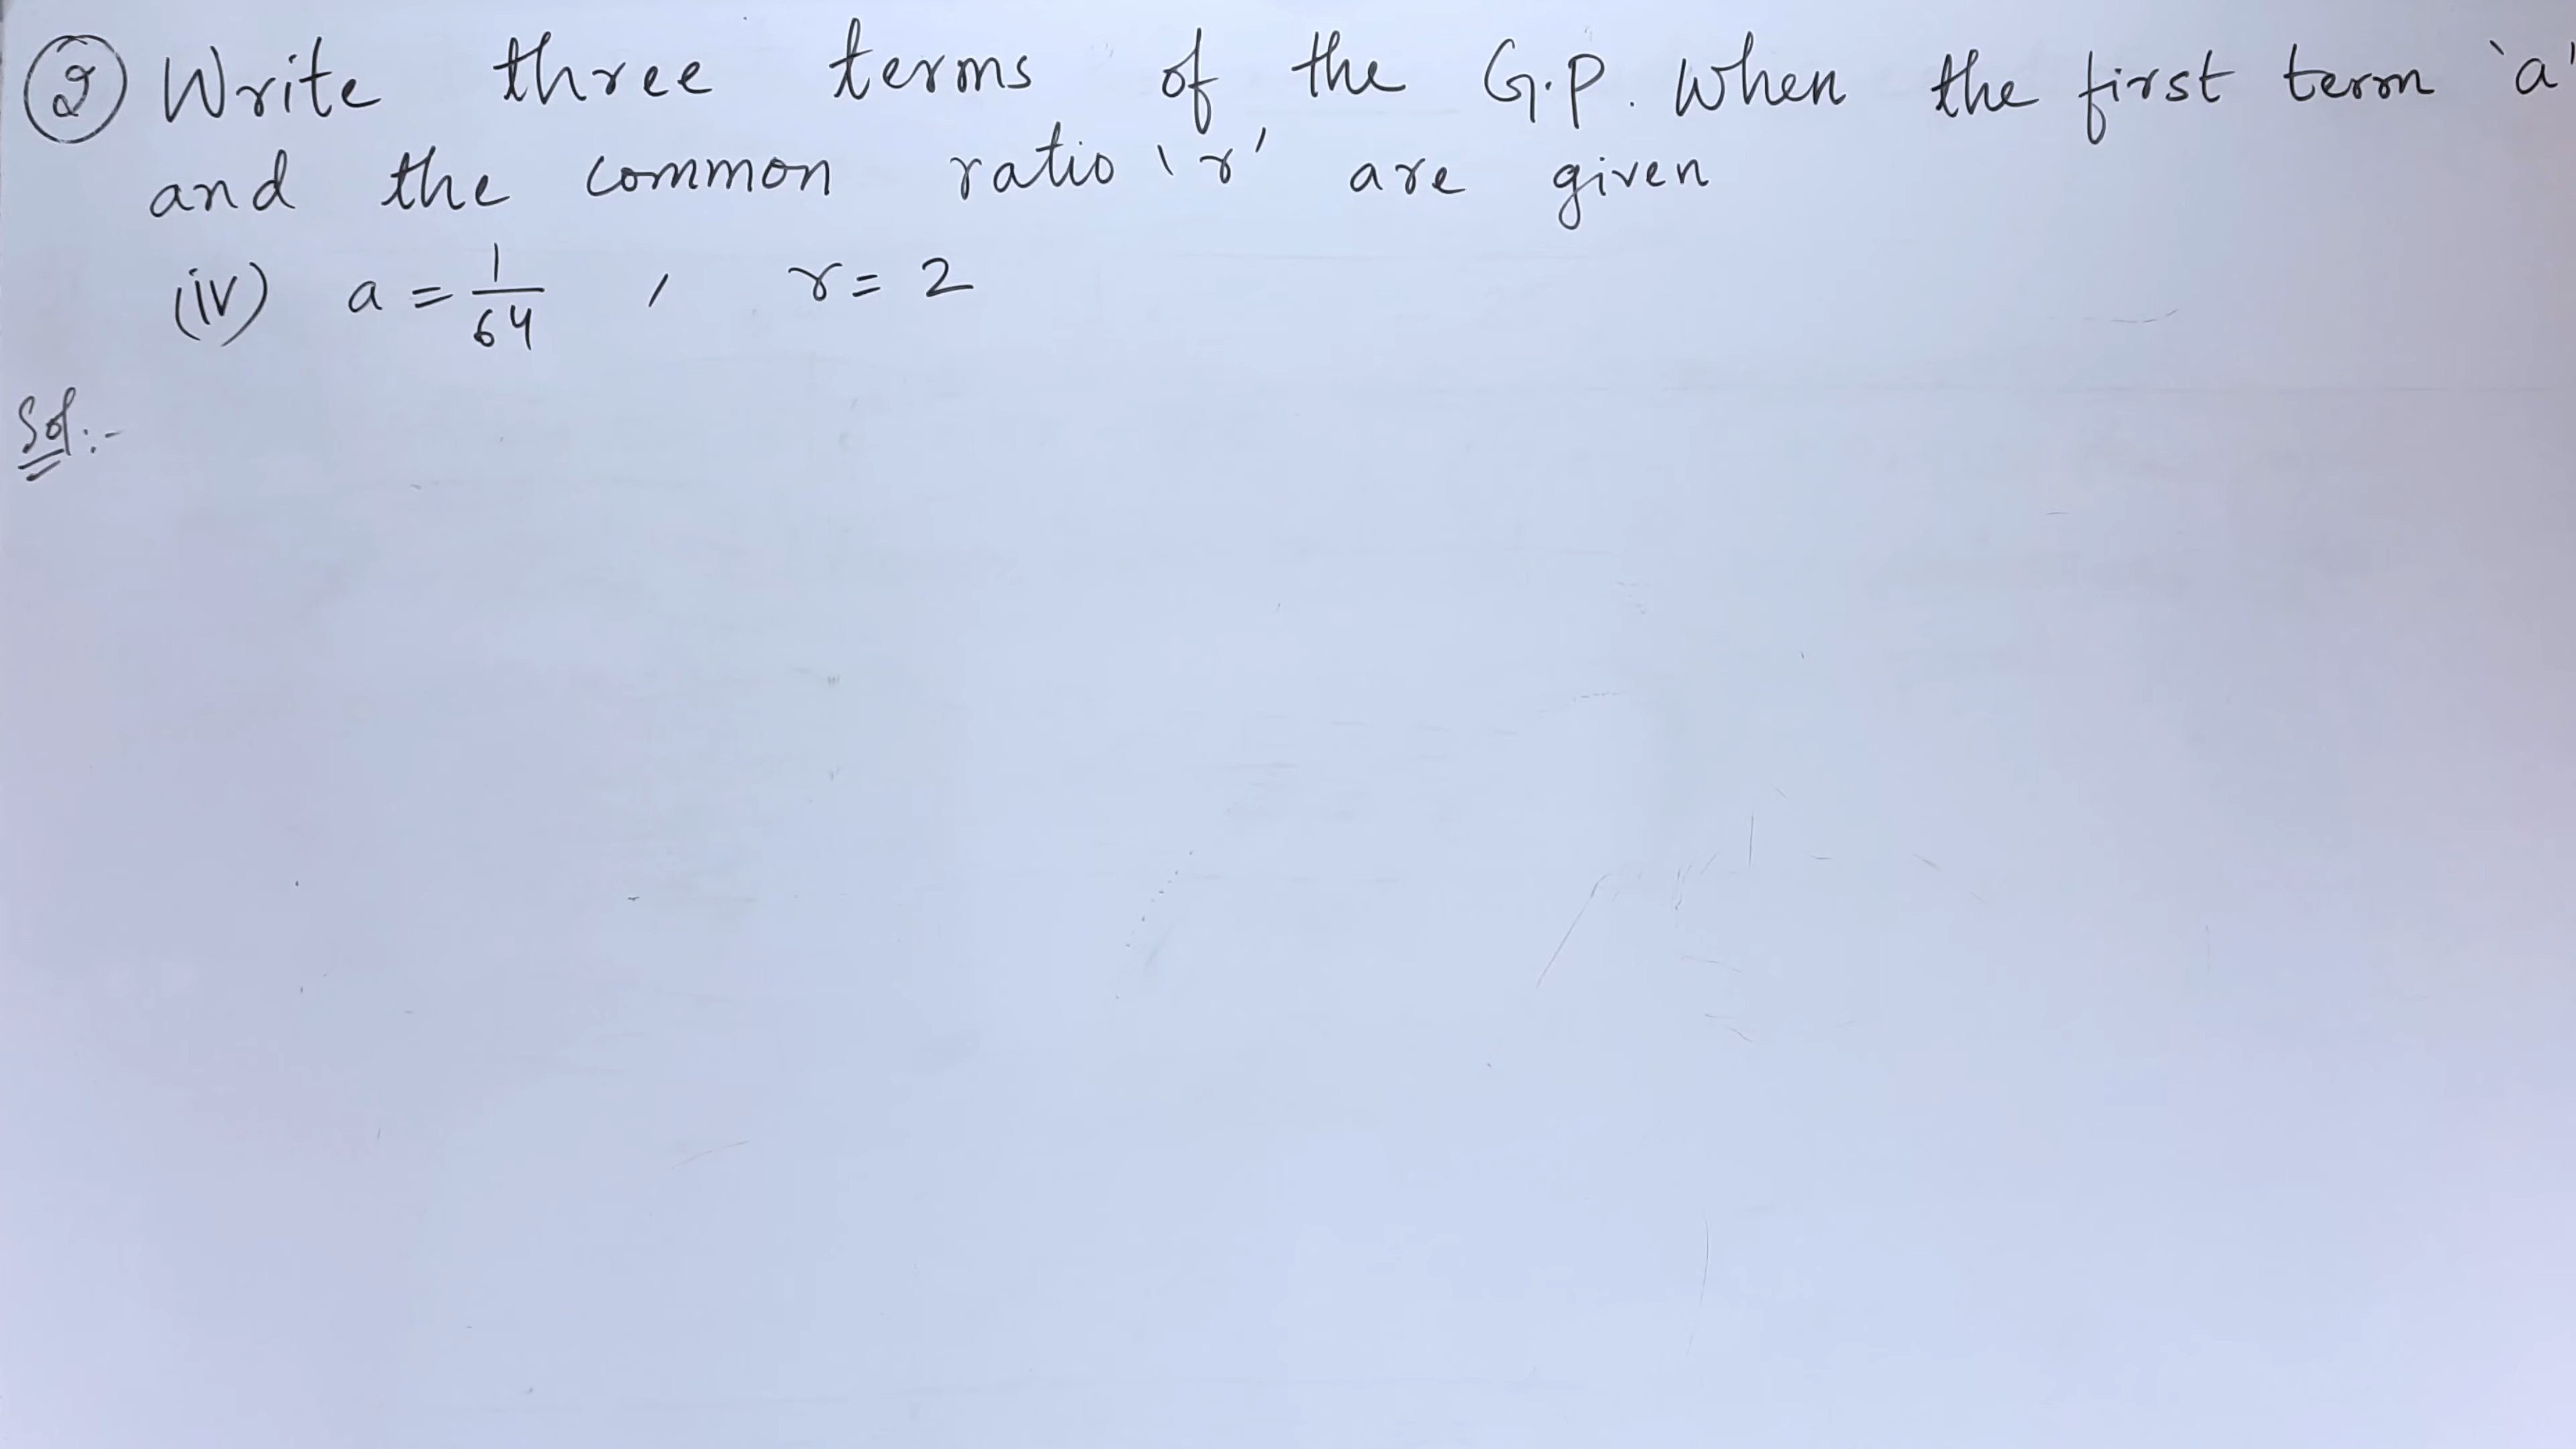 ② Write three terms of the G.P. When the first term `a'
and the common ratio 'r' are given
(iv) a = 1/64 , r = 2
Sol:-